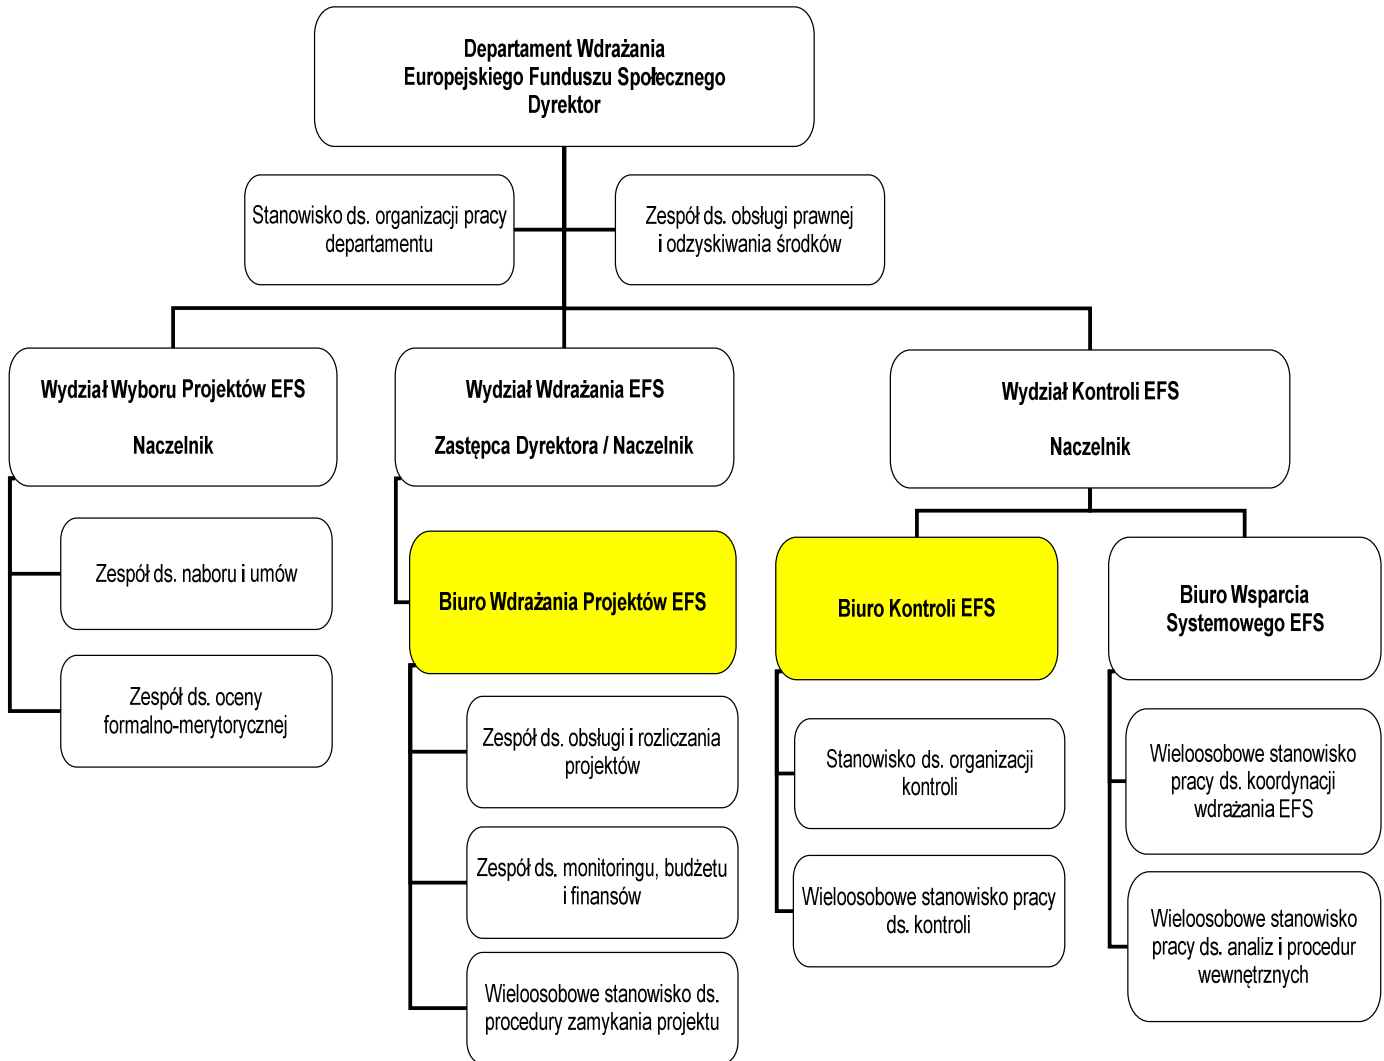 Departament Wdrażania
Europejskiego Funduszu Społecznego
Dyrektor
Stanowisko ds. organizacji pracy
departamentu
Zespół ds. obsługi prawnej
i odzyskiwania środków
Wydział Wyboru Projektów EFS
Naczelnik
Wydział Wdrażania EFS
Zastępca Dyrektora / Naczelnik
Wydział Kontroli EFS
Naczelnik
Zespół ds. naboru i umów
Zespół ds. oceny
formalno-merytorycznej
Biuro Wdrażania Projektów EFS
Zespół ds. obsługi i rozliczania
projektów
Zespół ds. monitoringu, budżetu
i finansów
Wieloosobowe stanowisko ds.
procedury zamykania projektu
Biuro Kontroli EFS
Stanowisko ds. organizacji
kontroli
Wieloosobowe stanowisko pracy
ds. kontroli
Biuro Wsparcia
Systemowego EFS
Wieloosobowe stanowisko
pracy ds. koordynacji
wdrażania EFS
Wieloosobowe stanowisko
pracy ds. analiz i procedur
wewnętrznych